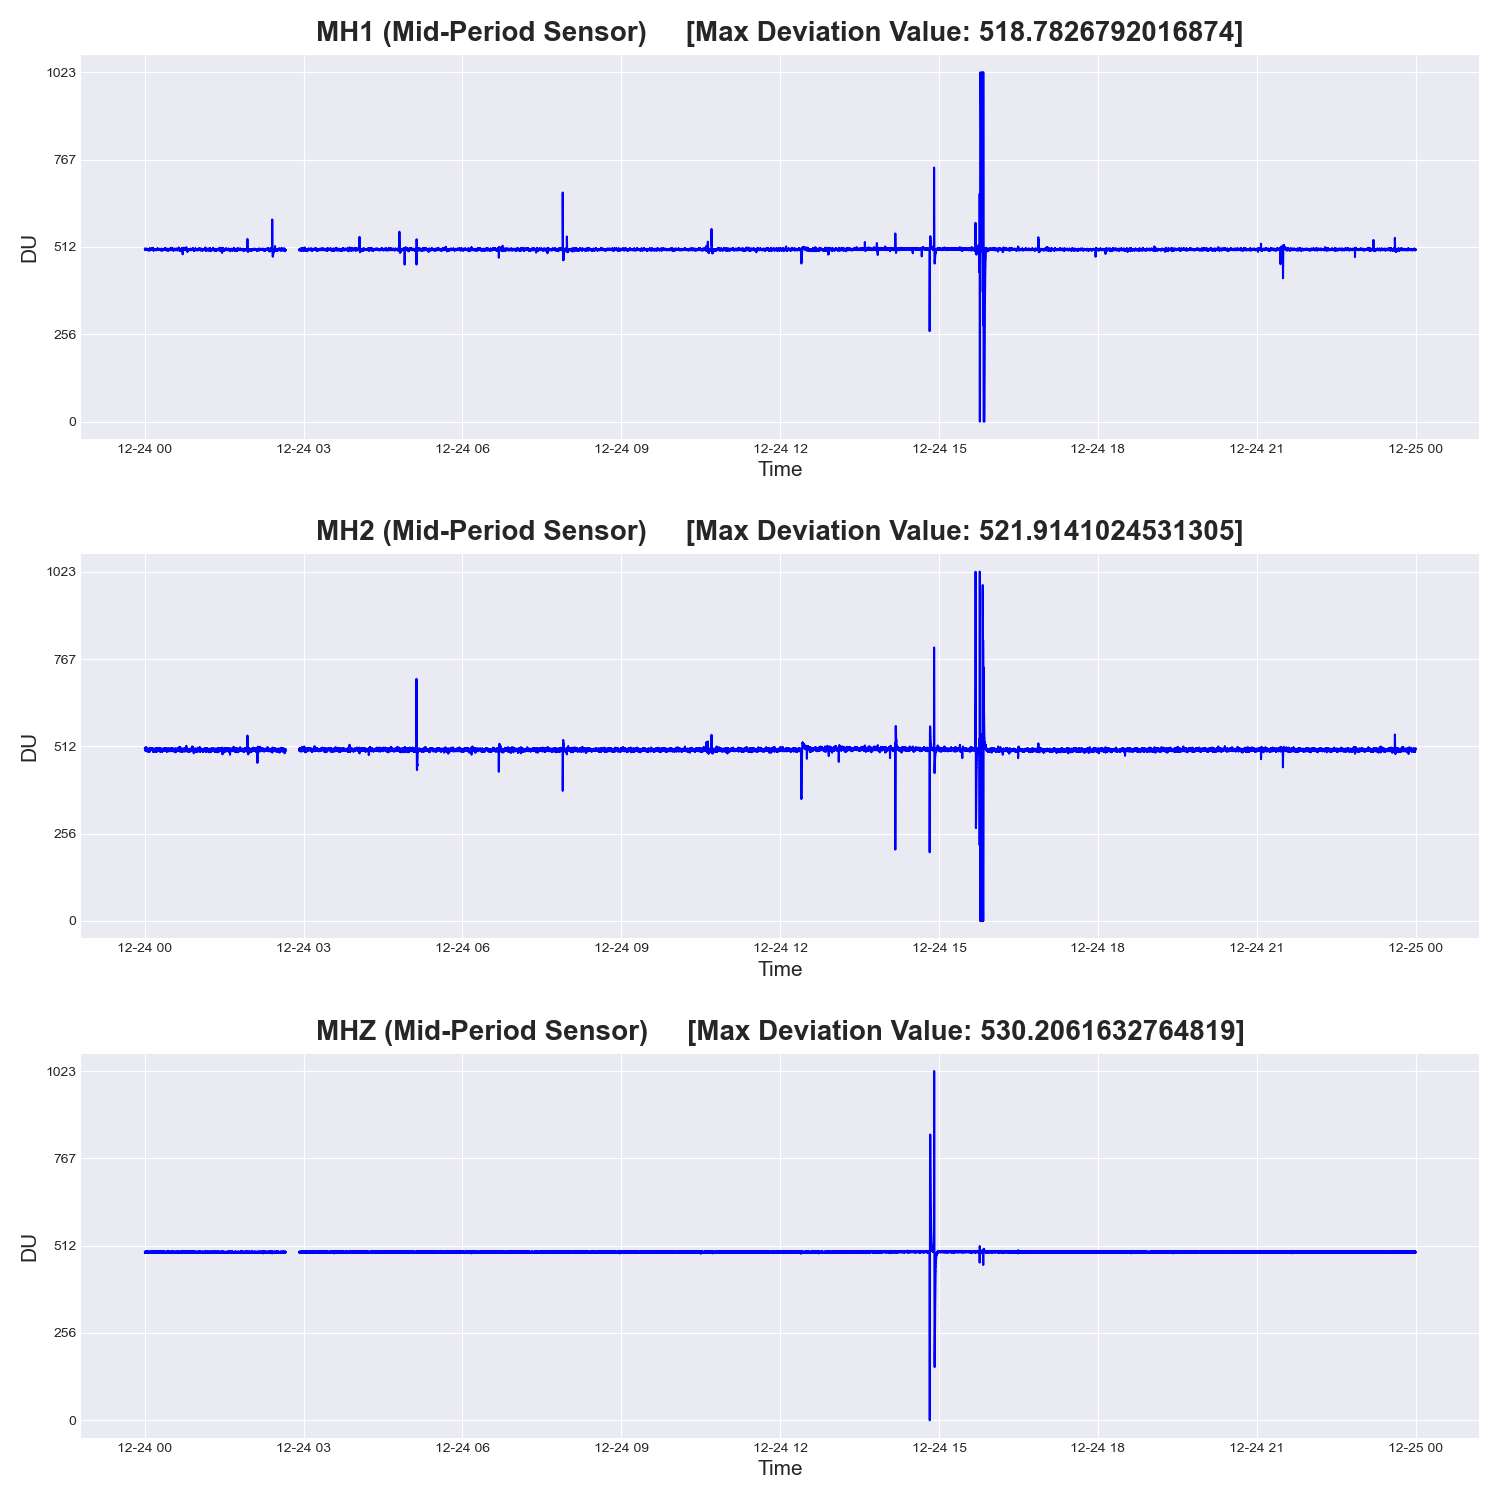 MH1 (Mid-Period Sensor) [Max Deviation Value: 518.7826792016874]
1023
767
512
256
0
DU
12-24 00 12-24 03 12-24 06 12-24 09 12-24 12 12-24 15 12-24 18 12-24 21 12-25 00
Time
MH2 (Mid-Period Sensor) [Max Deviation Value: 521.9141024531305]
1023
767
512
256
0
DU
12-24 00 12-24 03 12-24 06 12-24 09 12-24 12 12-24 15 12-24 18 12-24 21 12-25 00
Time
MHZ (Mid-Period Sensor) [Max Deviation Value: 530.2061632764819]
1023
767
512
256
0
DU
12-24 00 12-24 03 12-24 06 12-24 09 12-24 12 12-24 15 12-24 18 12-24 21 12-25 00
Time